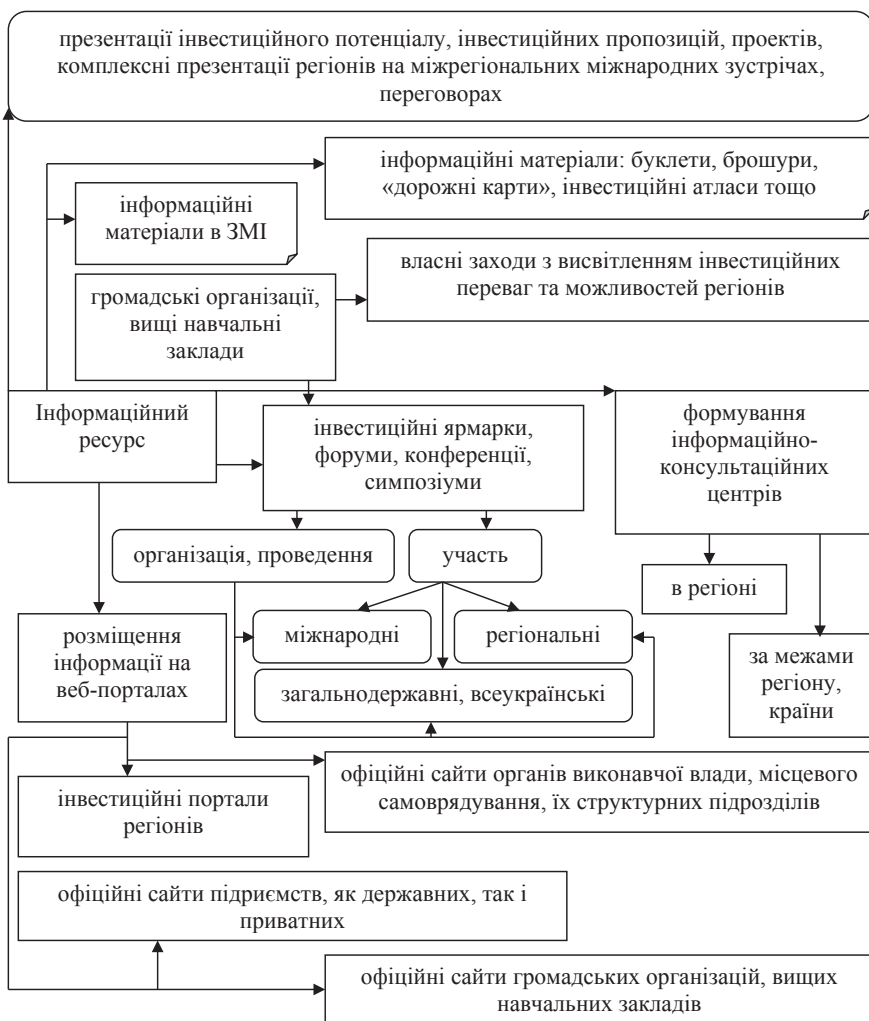 презентації інвестиційного потенціалу, інвестиційних пропозицій, проектів,
комплексні презентації регіонів на міжрегіональних міжнародних зустрічах,
переговорах
інформаційні матеріали: буклети, брошури,
«дорожні карти», інвестиційні атласи тощо
інформаційні
матеріали в ЗМІ
власні заходи з висвітленням інвестиційних
переваг та можливостей регіонів
громадські організації,
вищі навчальні
заклади
Інформаційний
ресурс
інвестиційні ярмарки,
форуми, конференції,
симпозіуми
формування
інформаційно-
консультаційних
центрів
організація, проведення
участь
в регіоні
міжнародні
регіональні
розміщення
інформації на
веб-порталах
за межами
регіону,
країни
загальнодержавні, всеукраїнські
офіційні сайти органів виконавчої влади, місцевого
самоврядування, їх структурних підрозділів
інвестиційні портали
регіонів
офіційні сайти підриємств, як державних, так і
приватних
офіційні сайти громадських організацій, вищих
навчальних закладів